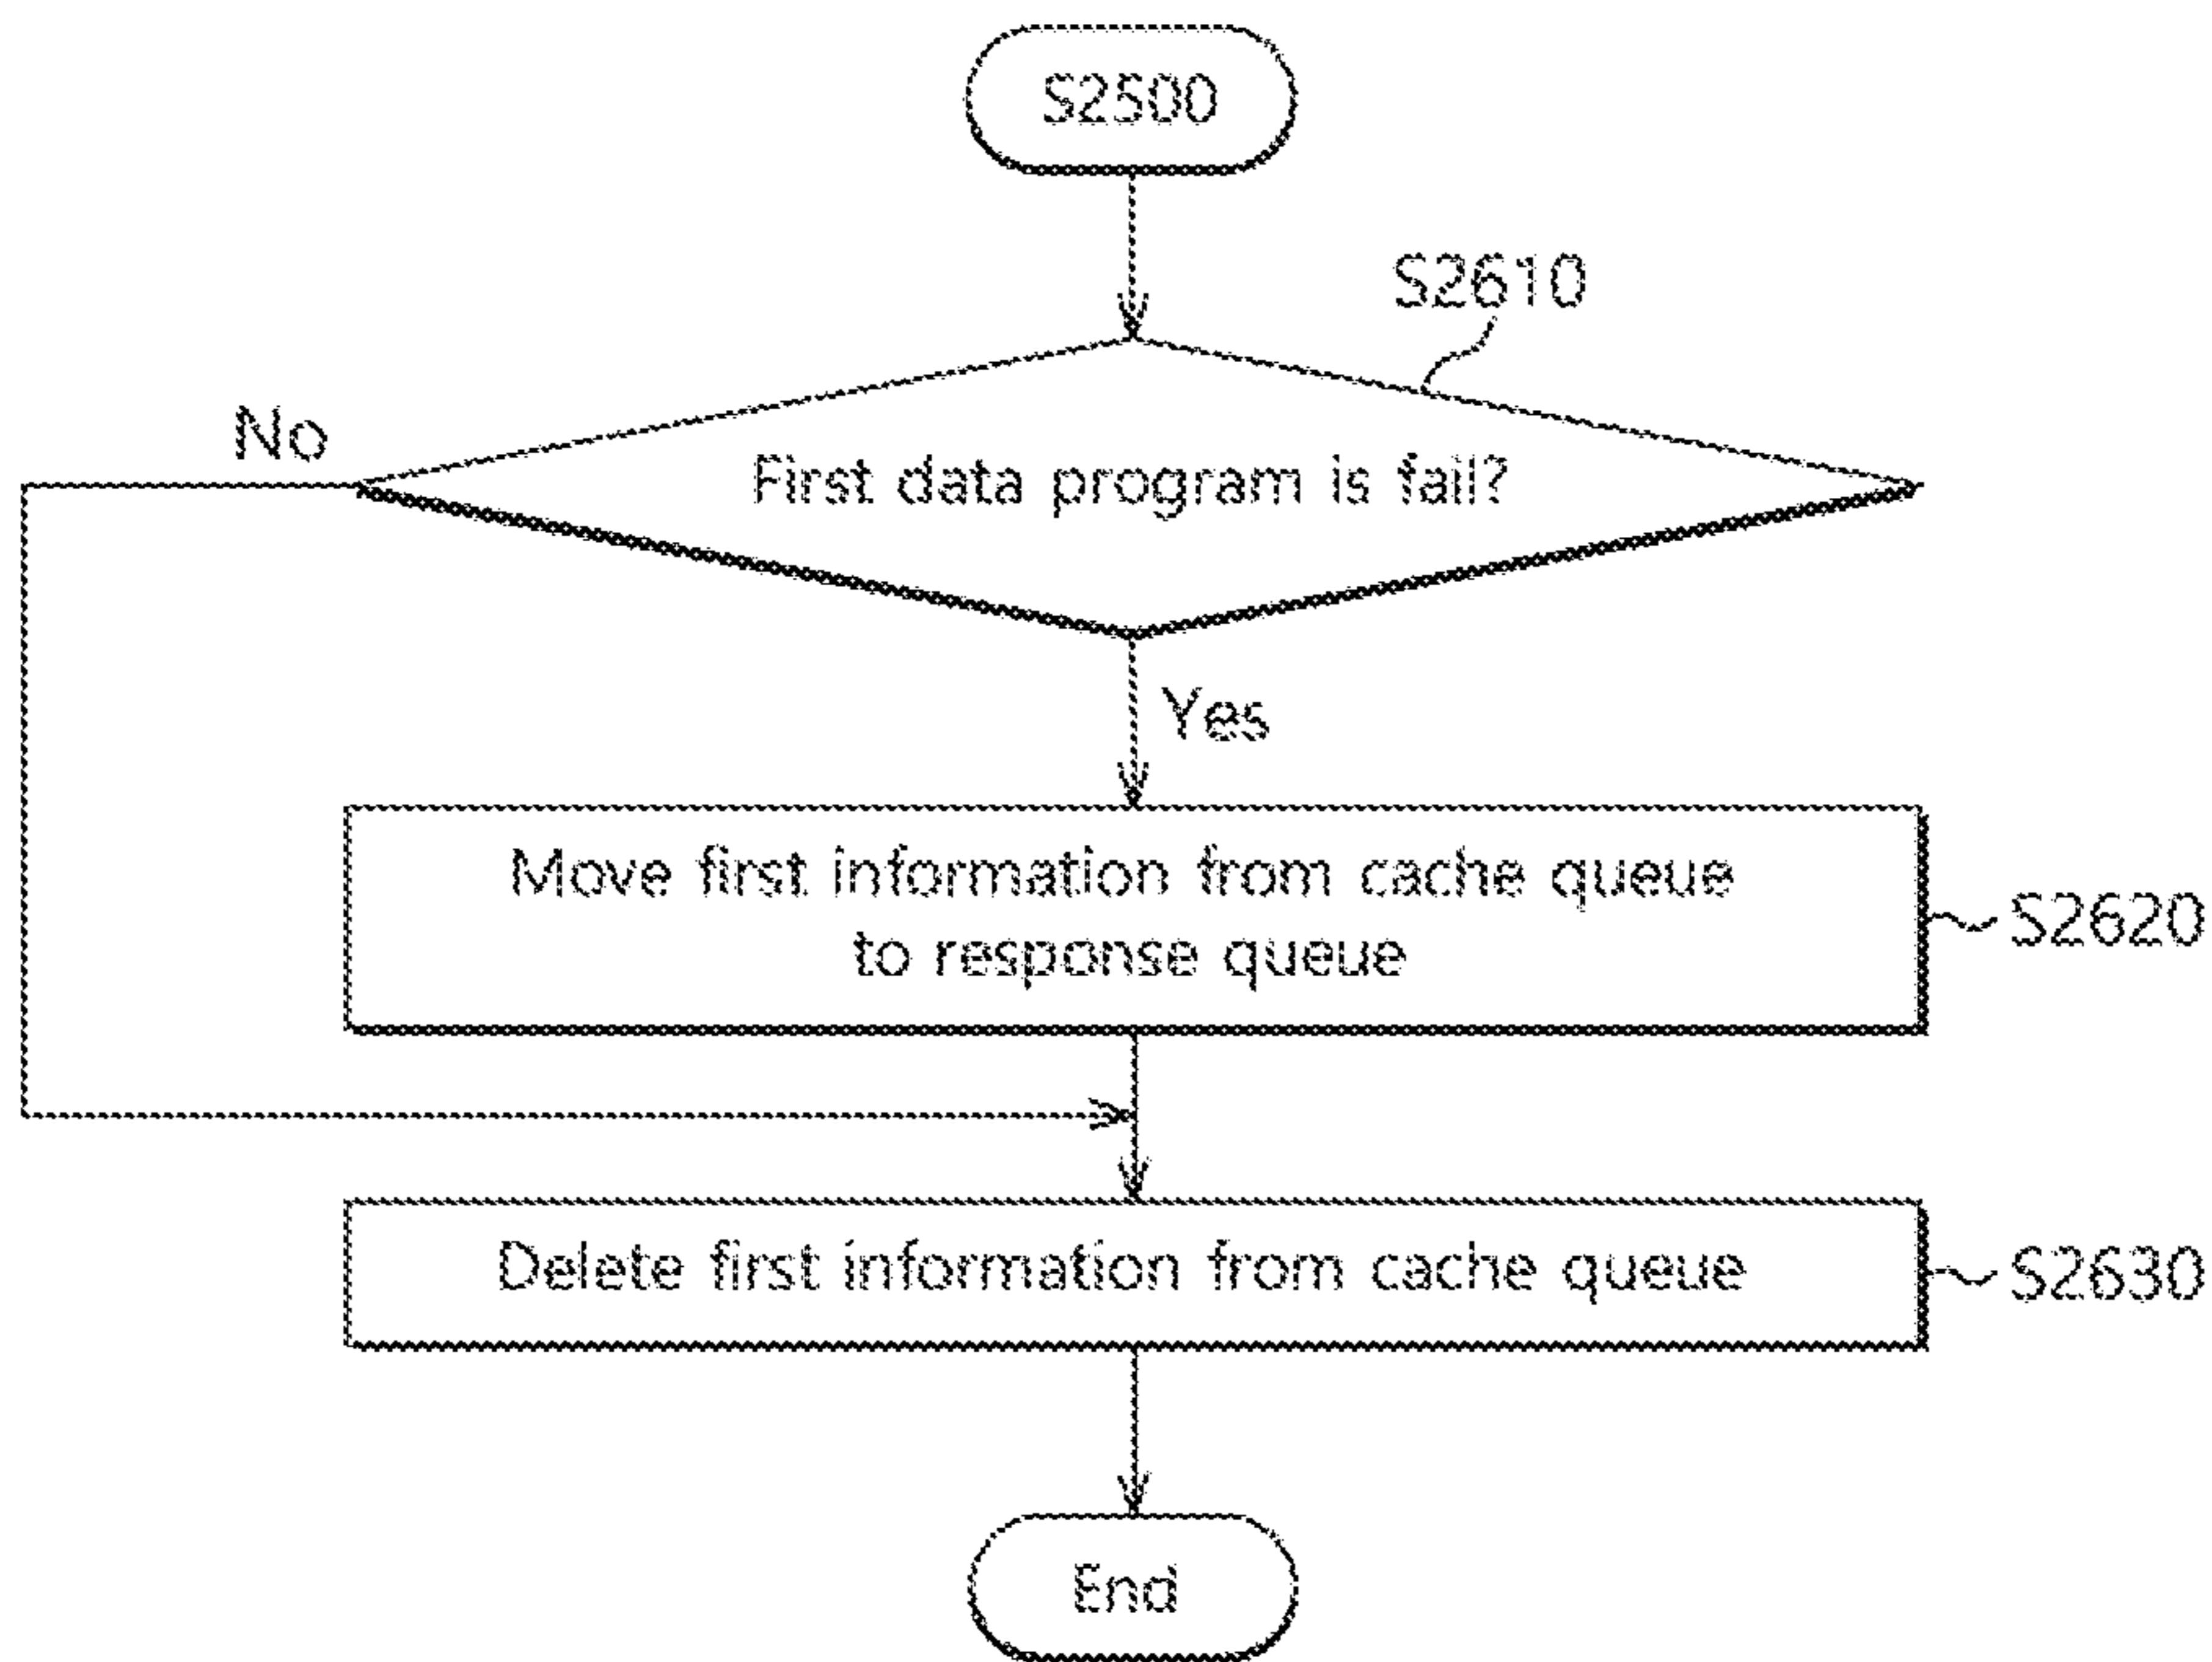 S2500
S2610
No
First data program is fail?
Yes
Move first information from cache queue
to response queue
S2620
Delete first information from cache queue
S2630
End